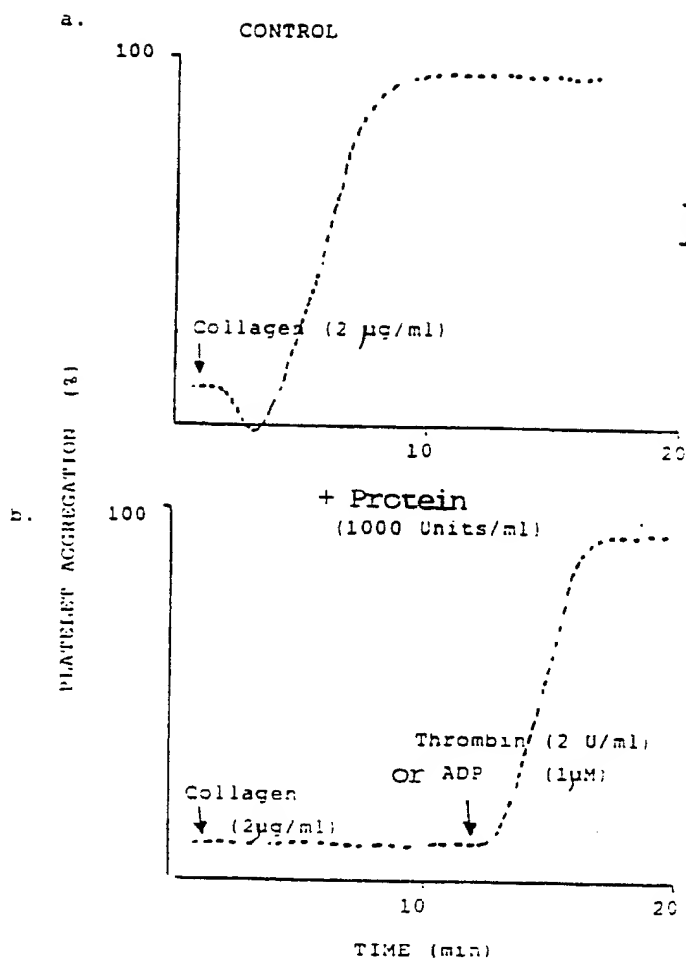 a.
CONTROL
100
Collagen (2 µg/ml)
10
20
PLATELET AGGREGATION (%)
b.
100
+ Protein
(1000 Units/ml)
Thrombin (2 U/ml)
or ADP (1µM)
Collagen
(2µg/ml)
10
20
TIME (min)